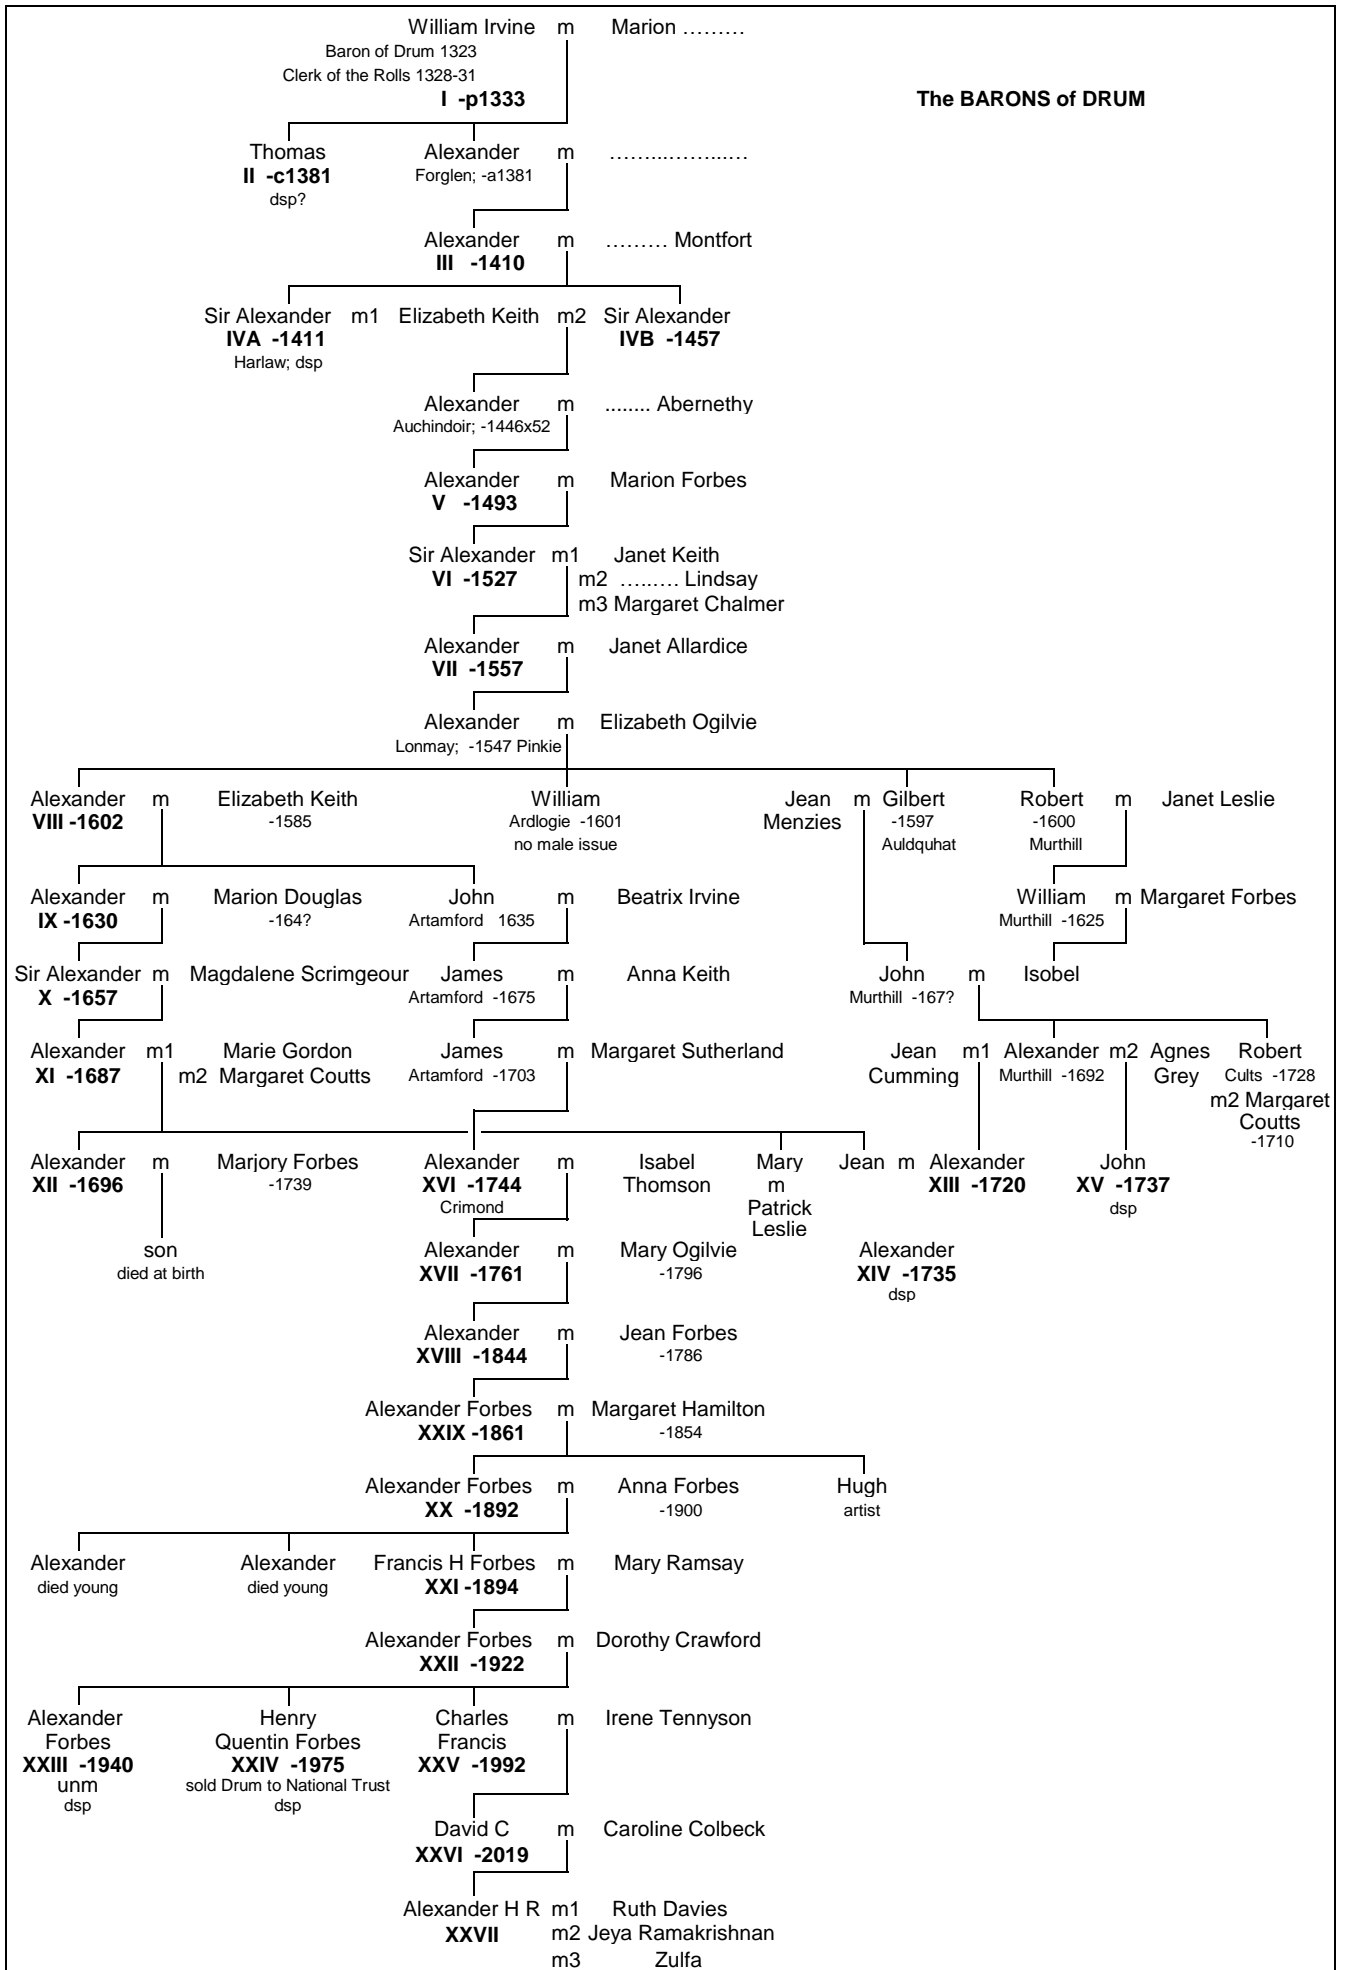 William Irvine m Marion ………
Baron of Drum 1323
Clerk of the Rolls 1328-31
I -p1333
The BARONS of DRUM
Thomas Alexander m ……...……...…
II -c1381 Forglen; -a1381
dsp?
Alexander m ……… Montfort
III -1410
Sir Alexander m1 Elizabeth Keith m2 Sir Alexander
IVA -1411 IVB -1457
Harlaw; dsp
Alexander m ........ Abernethy
Auchindoir; -1446x52
Alexander m Marion Forbes
V -1493
Sir Alexander m1 Janet Keith
VI -1527 m2 …..…. Lindsay
m3 Margaret Chalmer
Alexander m Janet Allardice
VII -1557
Alexander m Elizabeth Ogilvie
Lonmay; -1547 Pinkie
Alexander m Elizabeth Keith William Jean m Gilbert Robert m Janet Leslie
VIII -1602 -1585 Ardlogie -1601 Menzies -1597 -1600
no male issue Auldquhat Murthill
Alexander m Marion Douglas John m Beatrix Irvine William m Margaret Forbes
IX -1630 -164? Artamford 1635 Murthill -1625
Sir Alexander m Magdalene Scrimgeour James m Anna Keith John m Isobel
X -1657 Artamford -1675 Murthill -167?
Alexander m1 Marie Gordon James m Margaret Sutherland Jean m1 Alexander m2 Agnes Robert
XI -1687 m2 Margaret Coutts Artamford -1703 Cumming Murthill -1692 Grey Cults -1728
m2 Margaret
Coutts
-1710
Alexander m Marjory Forbes Alexander m Isabel Mary Jean m Alexander John
XII -1696 -1739 XVI -1744 Thomson m XIII -1720 XV -1737
Crimond Patrick dsp
Leslie
son Alexander m Mary Ogilvie Alexander
died at birth XVII -1761 -1796 XIV -1735
dsp
Alexander m Jean Forbes
XVIII -1844 -1786
Alexander Forbes m Margaret Hamilton
XXIX -1861 -1854
Alexander Forbes m Anna Forbes Hugh
XX -1892 -1900 artist
Alexander Alexander Francis H Forbes m Mary Ramsay
died young died young XXI -1894
Alexander Forbes m Dorothy Crawford
XXII -1922
Alexander Henry Charles m Irene Tennyson
Forbes Quentin Forbes Francis
XXIII -1940 XXIV -1975 XXV -1992
unm sold Drum to National Trust
dsp dsp
David C m Caroline Colbeck
XXVI -2019
Alexander H R m1 Ruth Davies
XXVII m2 Jeya Ramakrishnan
m3 Zulfa